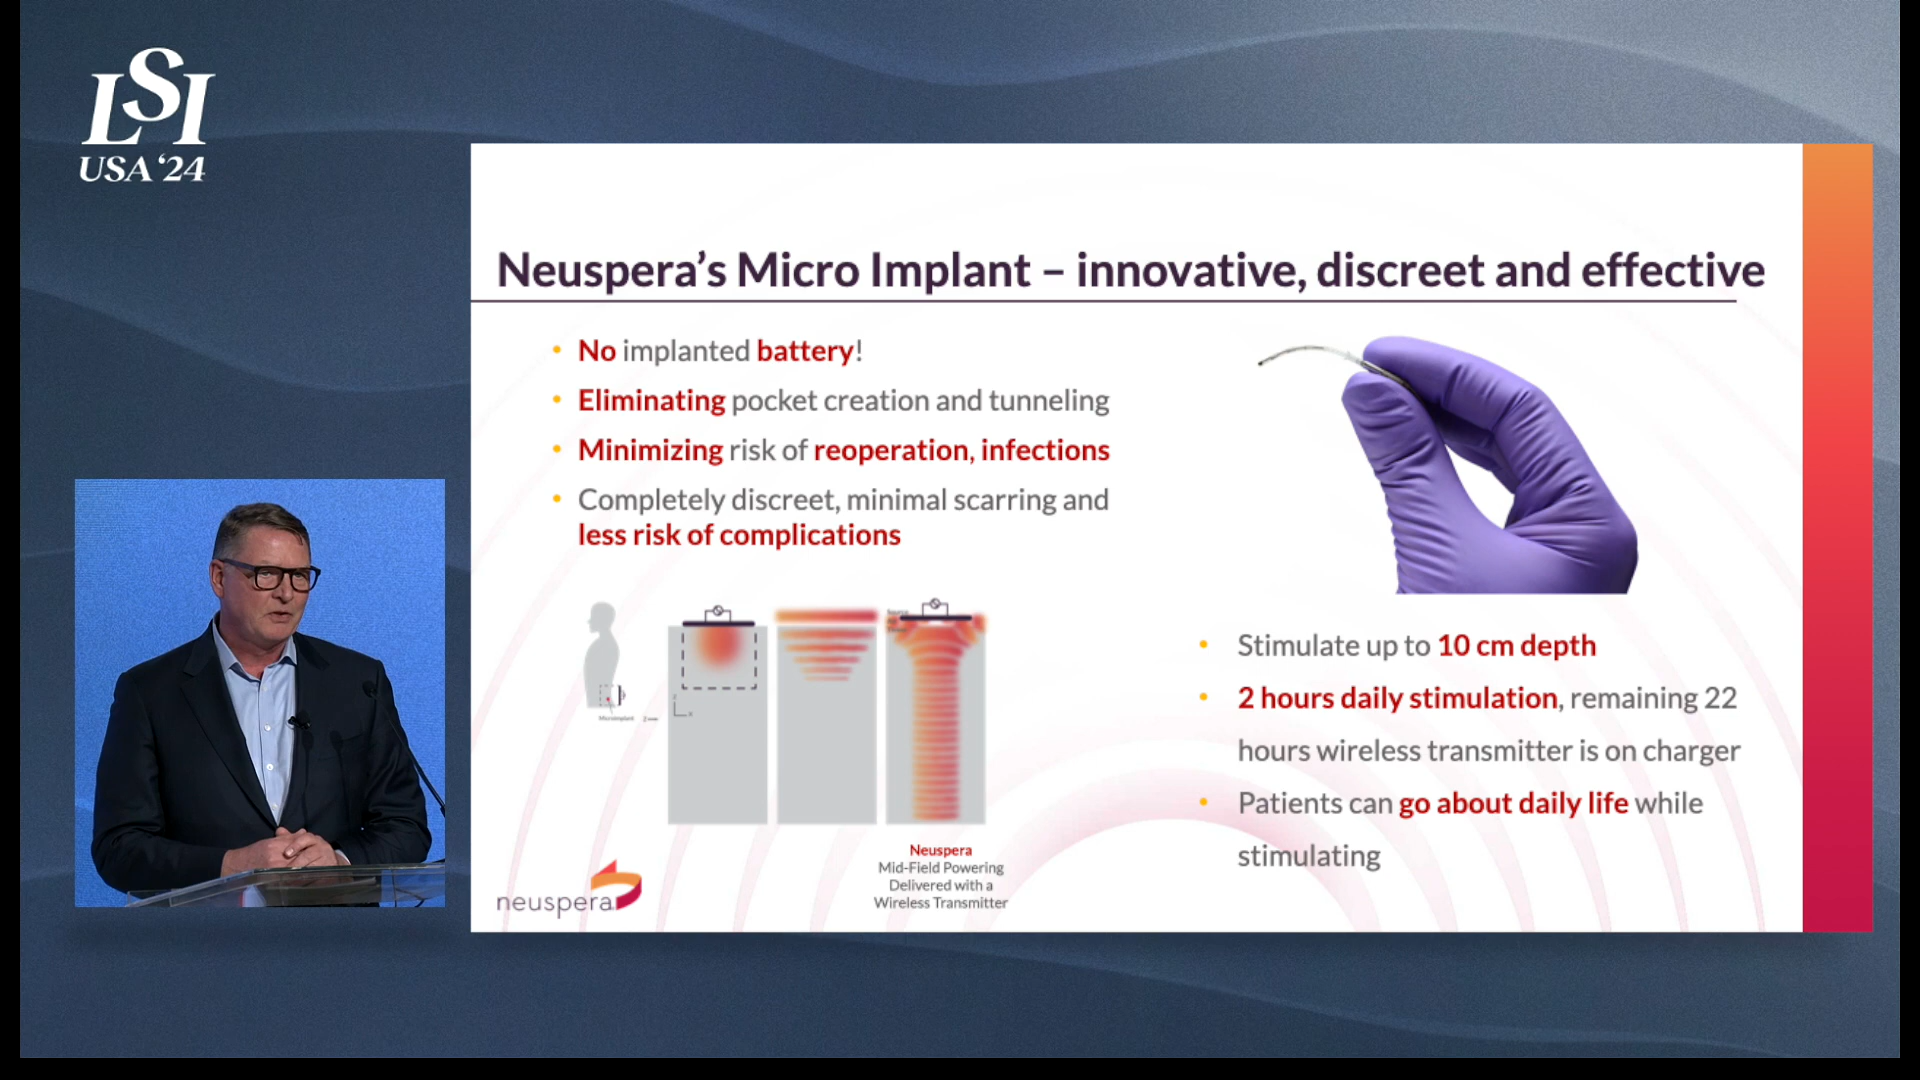 LSI
USA ‘24
Neuspera’s Micro Implant – innovative, discreet and effective
• No implanted battery!
• Eliminating pocket creation and tunneling
• Minimizing risk of reoperation, infections
• Completely discreet, minimal scarring and
less risk of complications
Microimplant
Neuspera
Mid-Field Powering
Delivered with a
Wireless Transmitter
neuspera
• Stimulate up to 10 cm depth
• 2 hours daily stimulation, remaining 22
hours wireless transmitter is on charger
• Patients can go about daily life while
stimulating